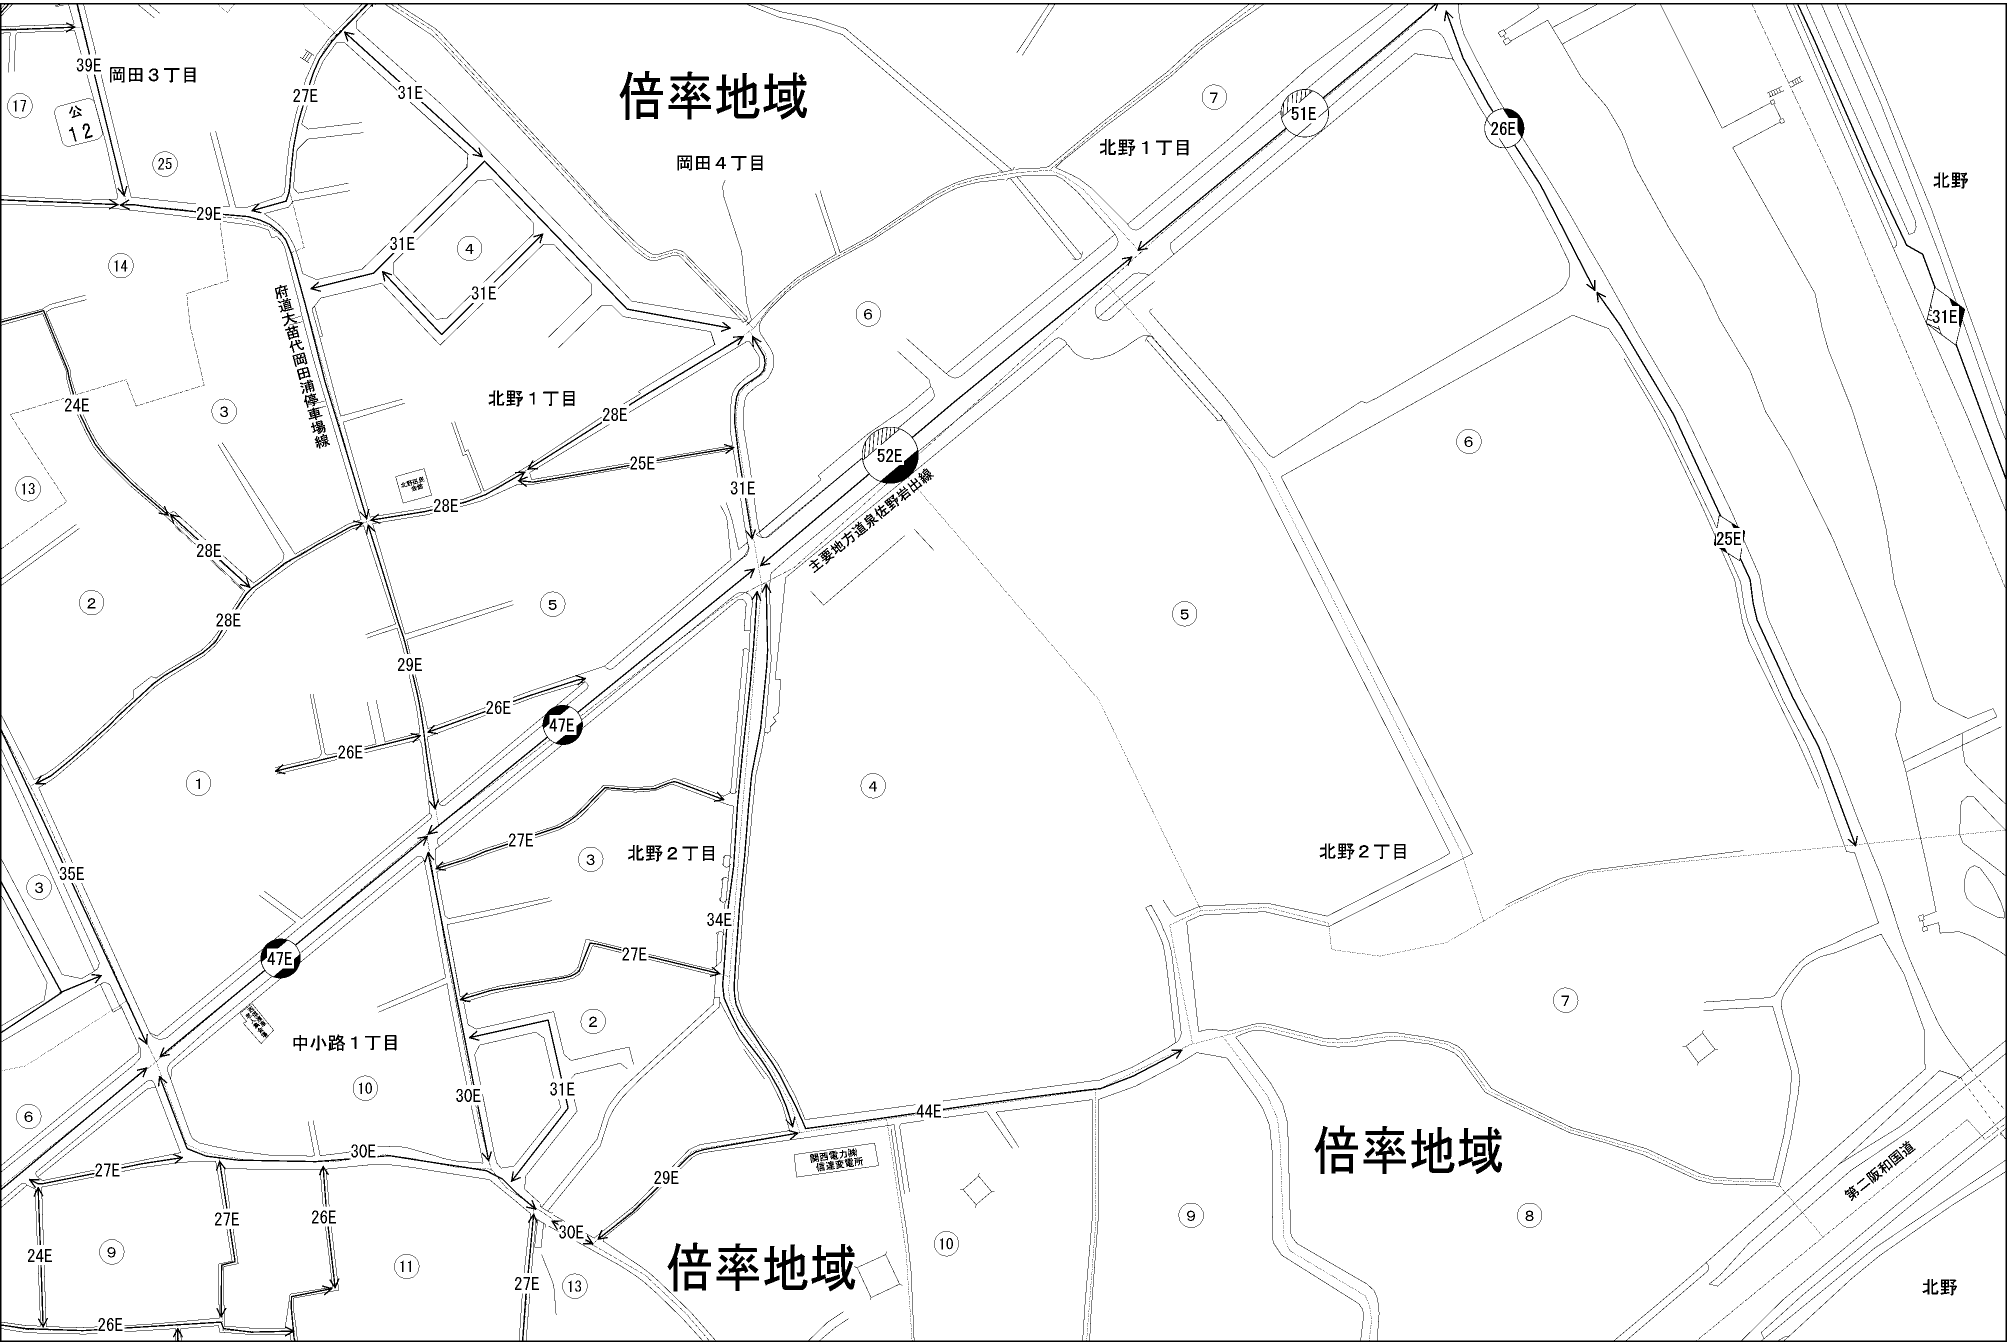 39E
岡田３丁目
27E
31E
倍率地域
⑦
51E
26E
⑰
公
12
岡田４丁目
北野１丁目
㉕
北野
29E
31E
④
⑭
31E
⑥
31E
府道大苗代岡田浦停車場線
24E
③
北野１丁目
28E
⑥
52E
25E
31E
⑬
28E
主要地方道泉佐野岩出線
25E
28E
②
⑤
⑤
28E
29E
26E
47E
26E
①
④
27E
北野２丁目
③
北野２丁目
35E
③
34E
47E
27E
⑦
②
中小路１丁目
⑩
30E
31E
44E
⑥
30E
倍率地域
関西電力㈱
信達変電所
27E
29E
第二阪和国道
27E
26E
⑨
⑧
30E
24E
⑨
⑩
倍率地域
⑪
27E
⑬
北野
26E